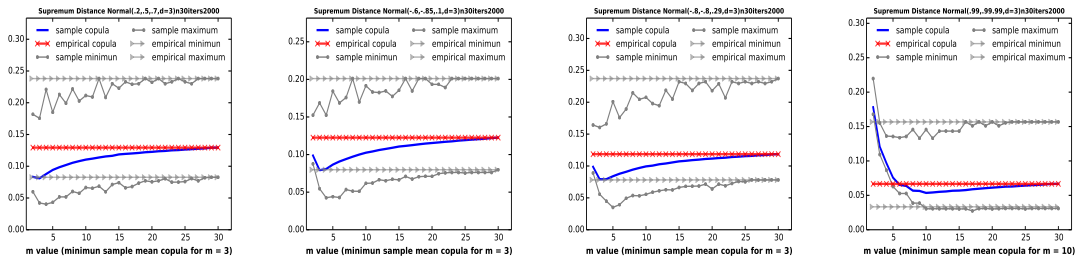 Supremum Distance Normal(.2,.5,.7,d=3)n30iters2000
0.30
0.25
0.20
0.15
0.10
0.05
0.00
sample copula
empirical copula
sample minimun
sample maximum
empirical minimun
empirical maximum
5 10 15 20 25 30
m value (minimun sample mean copula for m = 3)
Supremum Distance Normal(-.6,-.85,.1,d=3)n30iters2000
0.25
0.20
0.15
0.10
0.05
0.00
sample copula
empirical copula
sample minimun
sample maximum
empirical minimun
empirical maximum
5 10 15 20 25 30
m value (minimun sample mean copula for m = 3)
Supremum Distance Normal(-.8,-.8,.29,d=3)n30iters2000
0.30
0.25
0.20
0.15
0.10
0.05
0.00
sample copula
empirical copula
sample minimun
sample maximum
empirical minimun
empirical maximum
5 10 15 20 25 30
m value (minimun sample mean copula for m = 3)
Supremum Distance Normal(.99,.99.99,d=3)n30iters2000
0.30
0.25
0.20
0.15
0.10
0.05
0.00
sample copula
empirical copula
sample minimun
sample maximum
empirical minimun
empirical maximum
5 10 15 20 25 30
m value (minimun sample mean copula for m = 10)